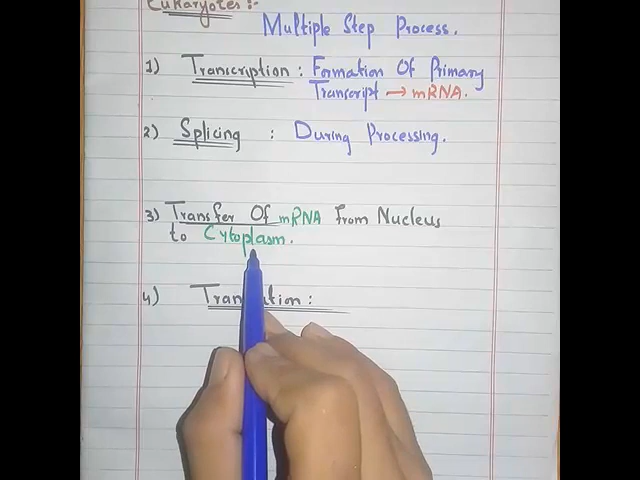 Eukaryotes :-
Multiple Step Process.
1) Transcription : Formation Of Primary
Transcript → mRNA.
2) Splicing : During Processing.
3) Transfer Of mRNA From Nucleus
to Cytoplasm.
4) :